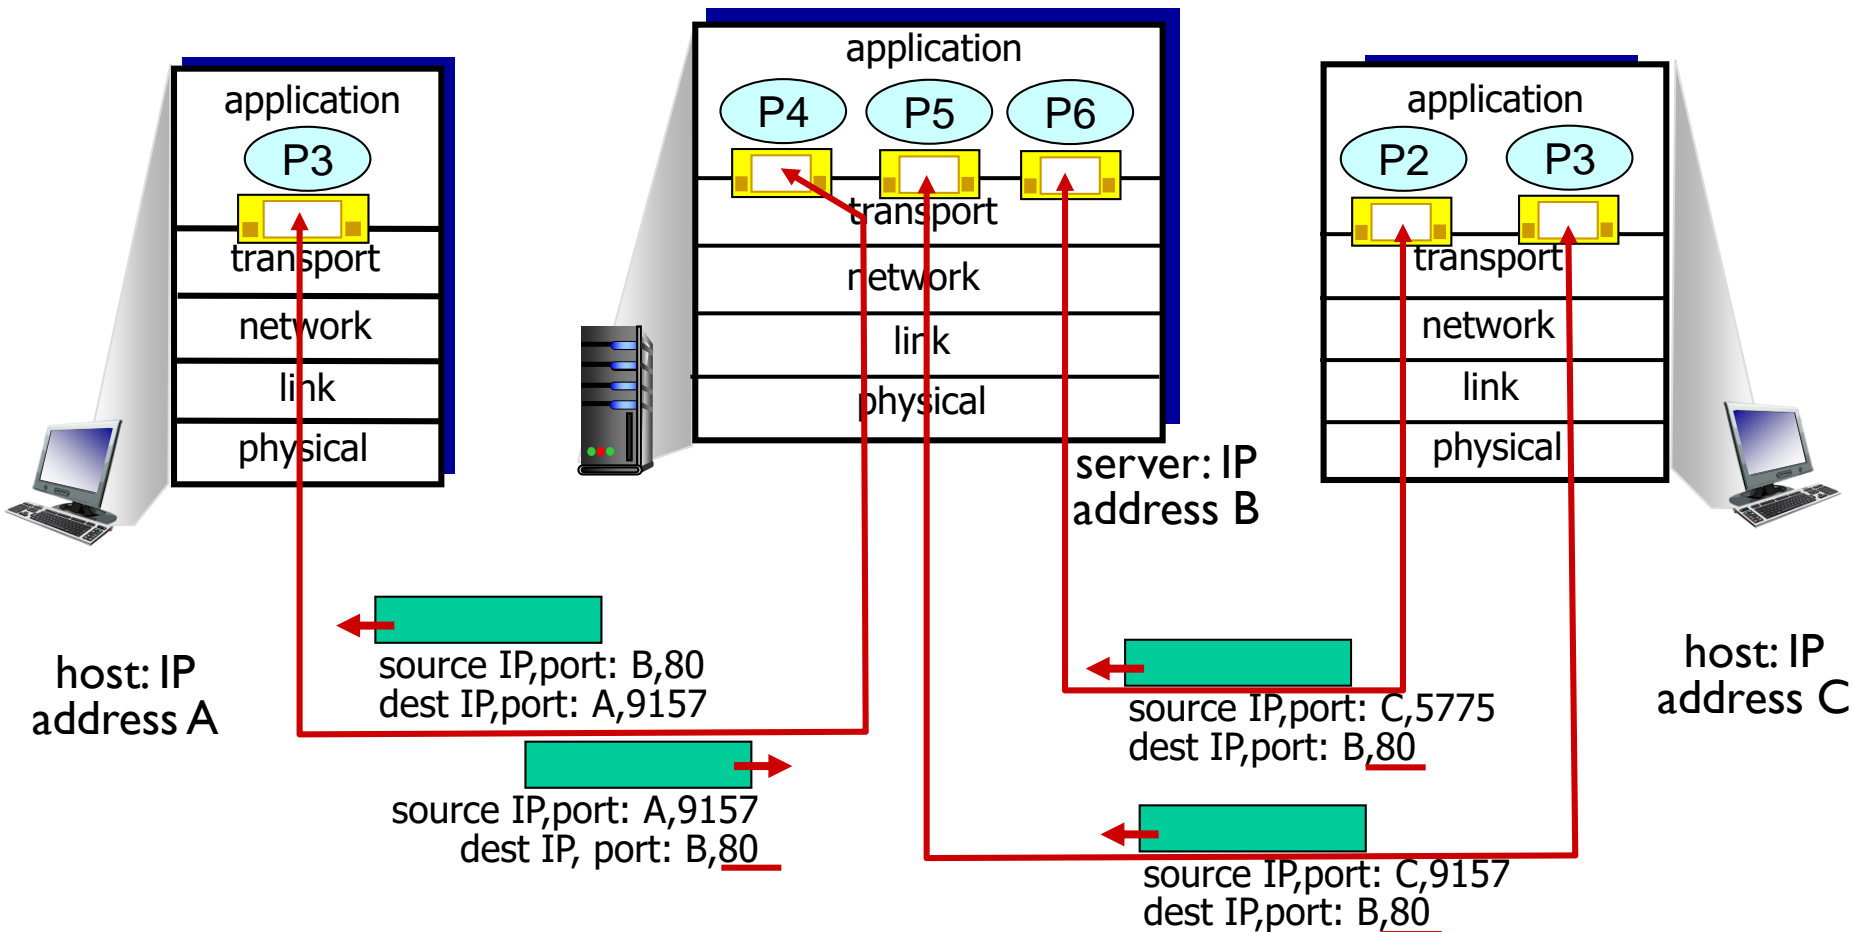 application
P3
transport
network
link
physical
host: IP
address A
application
P4
P5
P6
transport
network
link
physical
server: IP
address B
application
P2
P3
transport
network
link
physical
host: IP
address C
source IP,port: B,80
dest IP,port: A,9157
source IP,port: A,9157
dest IP, port: B,80
source IP,port: C,5775
dest IP,port: B,80
source IP,port: C,9157
dest IP,port: B,80